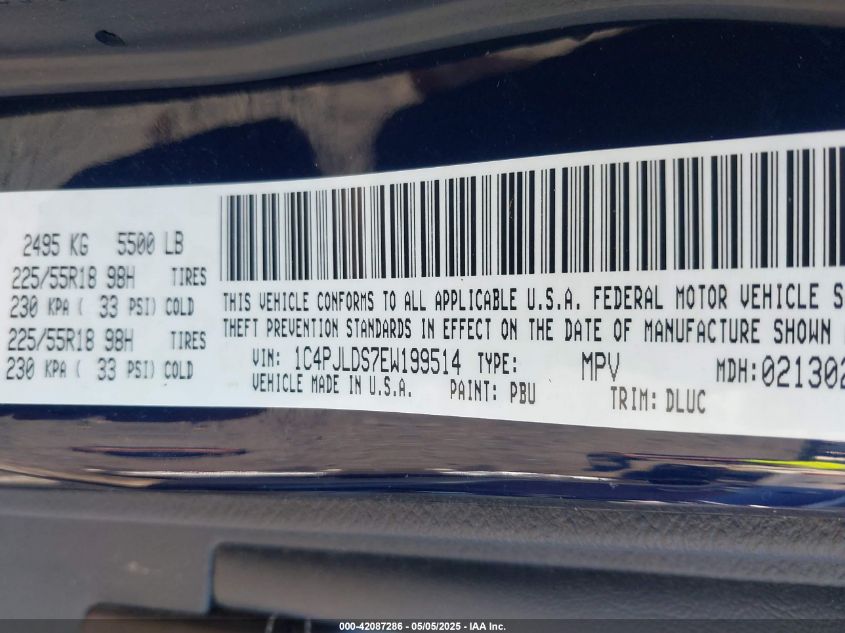 2495 KG 5500 LB
225/55R18 98H TIRES
230 KPA ( 33 PSI) COLD
225/55R18 98H TIRES
230 KPA ( 33 PSI) COLD
THIS VEHICLE CONFORMS TO ALL APPLICABLE U.S.A. FEDERAL MOTOR VEHICLE S
THEFT PREVENTION STANDARDS IN EFFECT ON THE DATE OF MANUFACTURE SHOWN
VIN: 1C4PJLDS7EW199514 TYPE: MPV MDH: 021302
VEHICLE MADE IN U.S.A. PAINT: PBU TRIM: DLUC
000-42087286 - 05/05/2025 - IAA Inc.